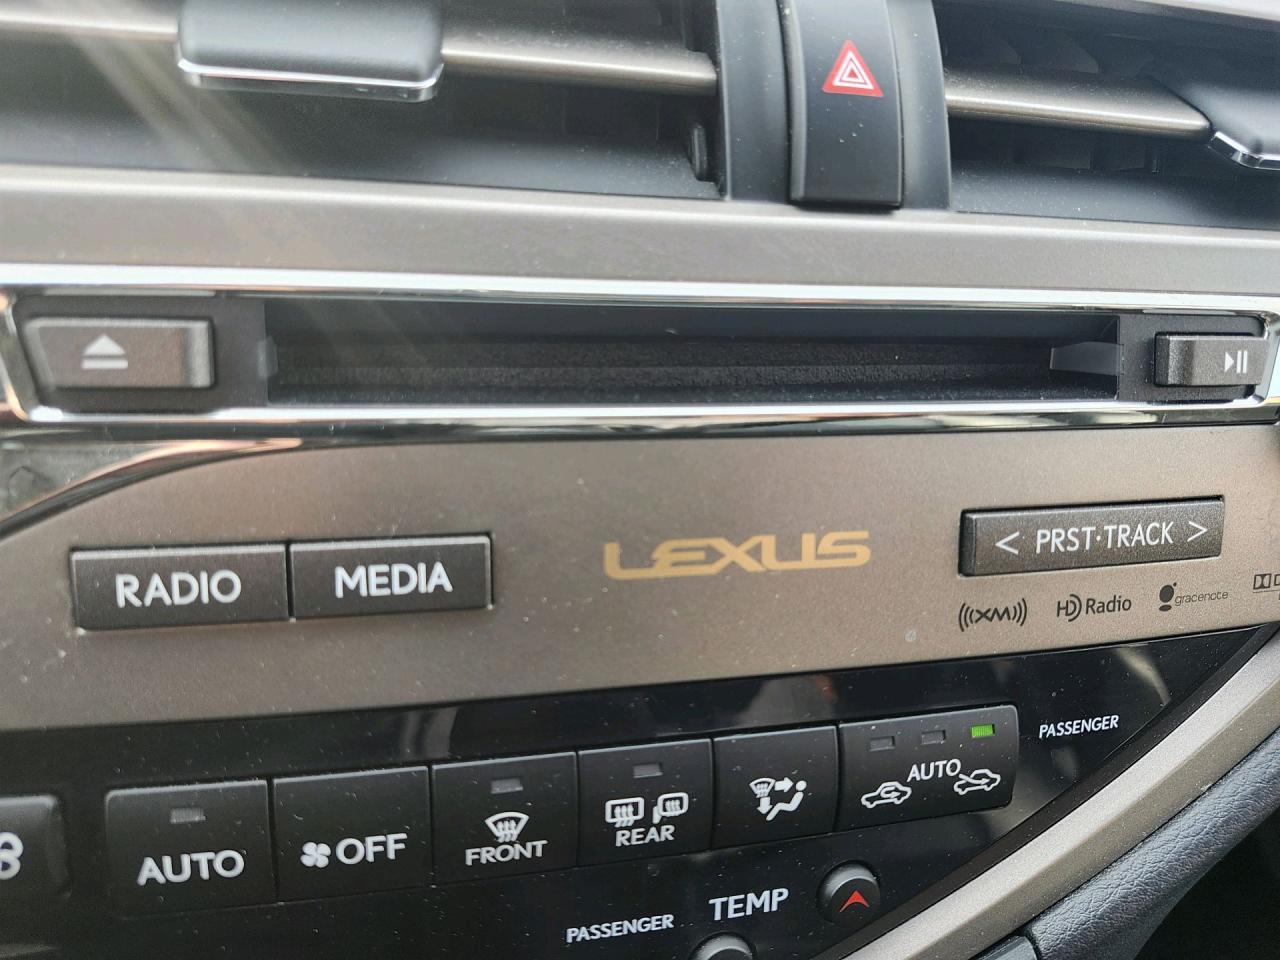 LEXUS
< PRST·TRACK >
RADIO
MEDIA
((XM))
HD Radio
gracenote
PASSENGER
AUTO
AUTO
OFF
FRONT
REAR
PASSENGER
TEMP